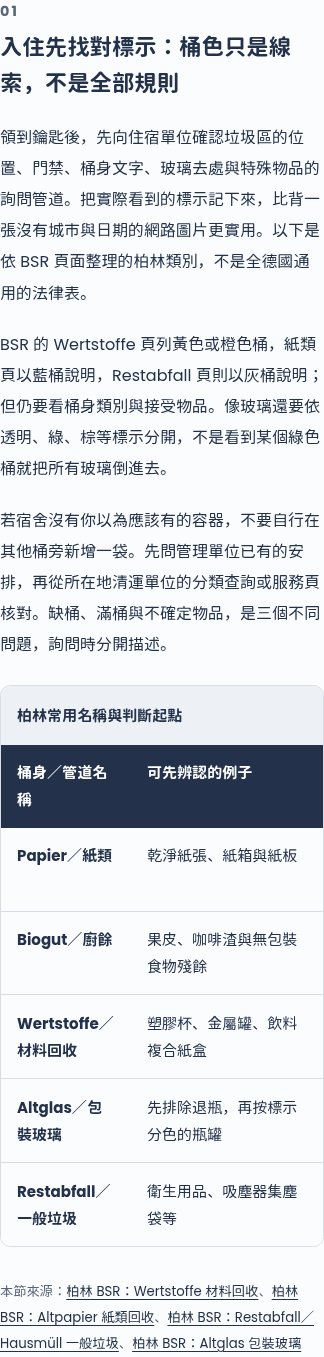 01
入住先找對標示：桶色只是線
索，不是全部規則
領到鑰匙後，先向住宿單位確認垃圾區的位
置、門禁、桶身文字、玻璃去處與特殊物品的
詢問管道。把實際看到的標示記下來，比背一
張沒有城市與日期的網路圖片更實用。以下是
依 BSR 頁面整理的柏林類別，不是全德國通
用的法律表。
BSR 的 Wertstoffe 頁列黃色或橙色桶，紙類
頁以藍桶說明，Restabfall 頁則以灰桶說明；
但仍要看桶身類別與接受物品。像玻璃還要依
透明、綠、棕等標示分開，不是看到某個綠色
桶就把所有玻璃倒進去。
若宿舍沒有你以為應該有的容器，不要自行在
其他桶旁新增一袋。先問管理單位已有的安
排，再從所在地清運單位的分類查詢或服務頁
核對。缺桶、滿桶與不確定物品，是三個不同
問題，詢問時分開描述。
柏林常用名稱與判斷起點
桶身／管道名 可先辨認的例子
稱
Papier／紙類 乾淨紙張、紙箱與紙板
Biogut／廚餘 果皮、咖啡渣與無包裝
食物殘餘
Wertstoffe／ 塑膠杯、金屬罐、飲料
材料回收 複合紙盒
Altglas／包 先排除退瓶，再按標示
裝玻璃 分色的瓶罐
Restabfall／ 衛生用品、吸塵器集塵
一般垃圾 袋等
本節來源：柏林 BSR：Wertstoffe 材料回收、柏林
BSR：Altpapier 紙類回收、柏林 BSR：Restabfall／
Hausmüll 一般垃圾、柏林 BSR：Altglas 包裝玻璃